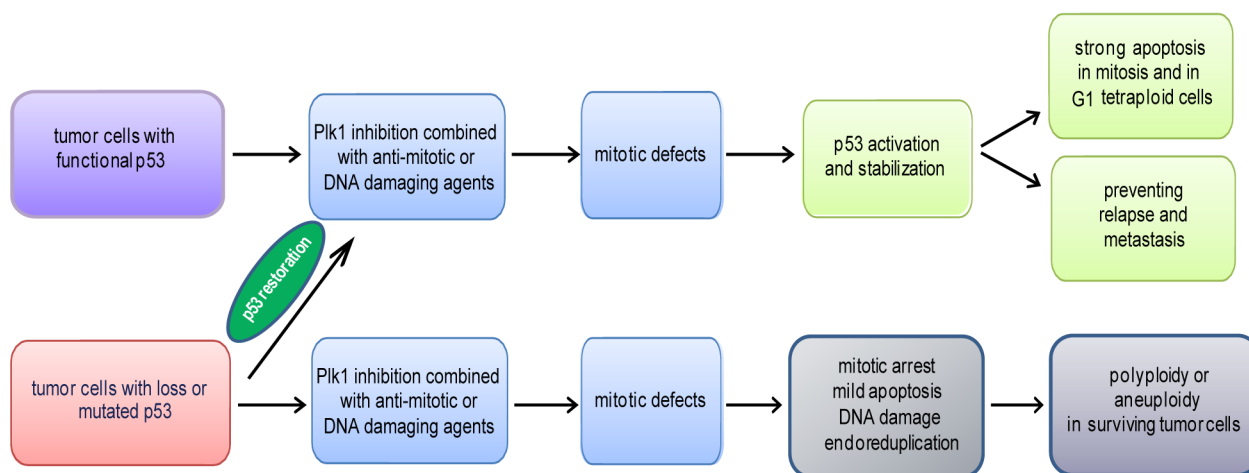 tumor cells with
functional p53
Plk1 inhibition combined
with anti-mitotic or
DNA damaging agents
mitotic defects
p53 activation
and stabilization
strong apoptosis
in mitosis and in
G1 tetraploid cells
preventing
relapse and
metastasis
p53 restoration
tumor cells with loss or
mutated p53
Plk1 inhibition combined
with anti-mitotic or
DNA damaging agents
mitotic defects
mitotic arrest
mild apoptosis
DNA damage
endoreduplication
polyploidy or
aneuploidy
in surviving tumor cells